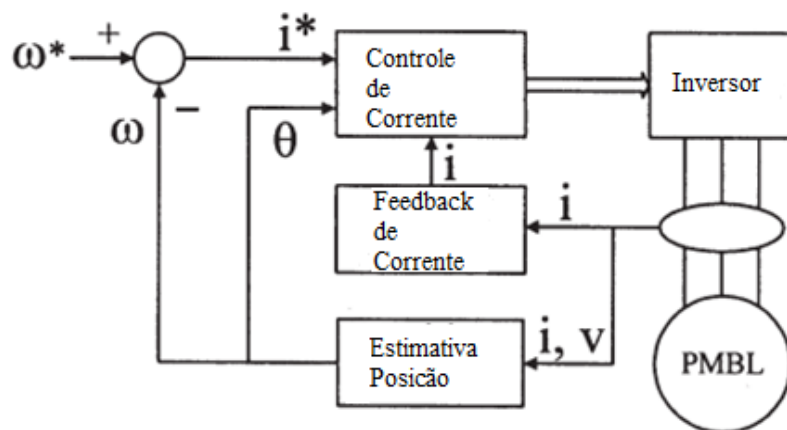 ω* + i* Controle
de
Corrente
Inversor
ω − θ
i
Feedback
de
Corrente
i
Estimativa
Posicão
i, v
PMBL